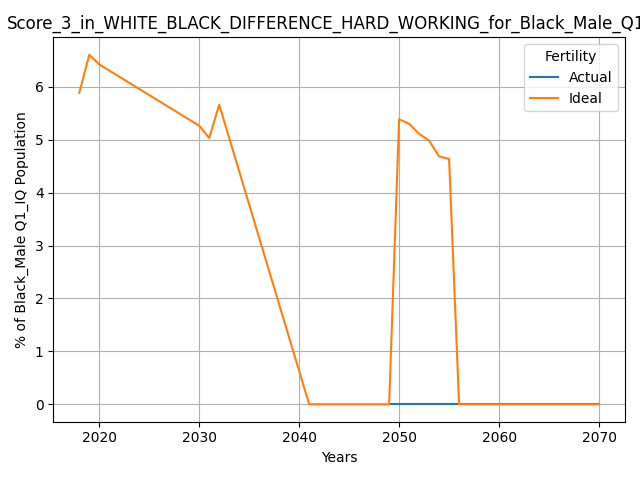 Score_3_in_WHITE_BLACK_DIFFERENCE_HARD_WORKING_for_Black_Male_Q1
Fertility
Actual
Ideal
% of Black_Male Q1_IQ Population
6
5
4
3
2
1
0
2020 2030 2040 2050 2060 2070
Years